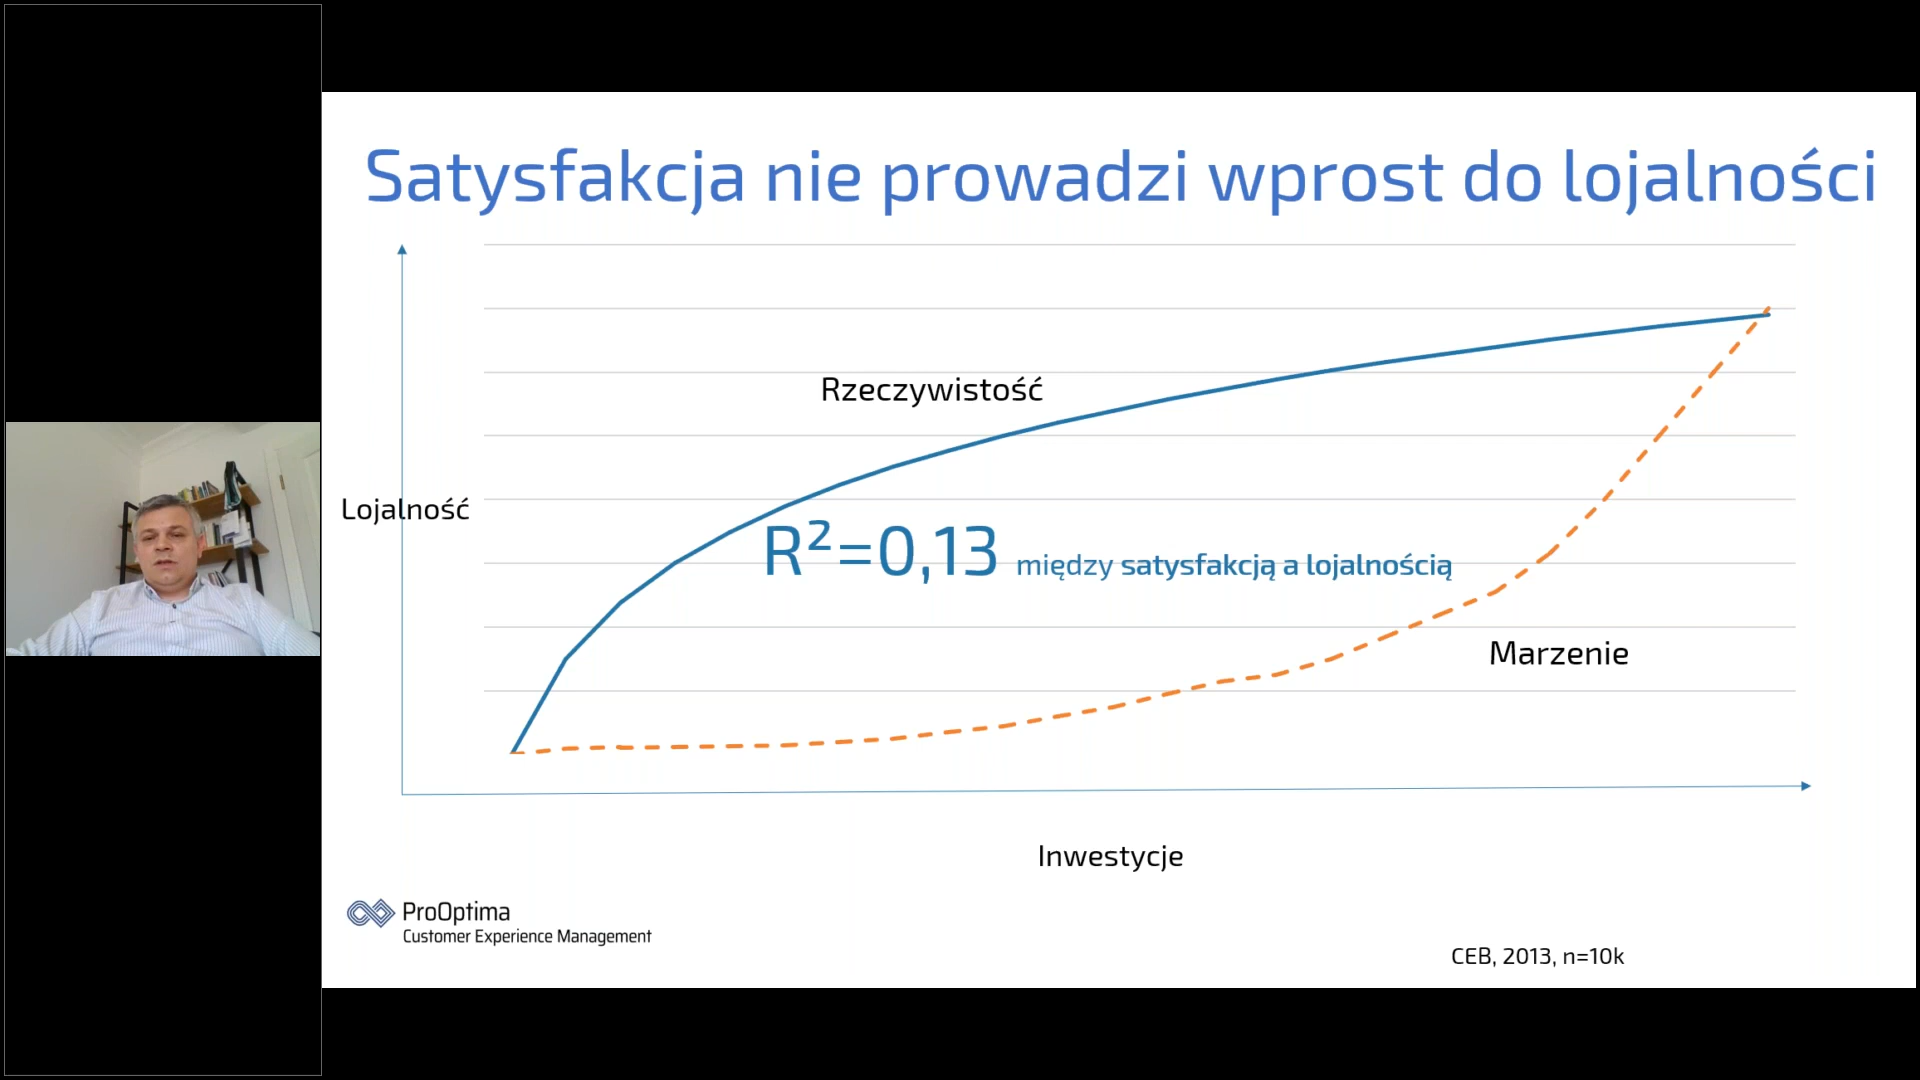 Satysfakcja nie prowadzi wprost do lojalności
Rzeczywistość
Lojalność
R²=0,13 między satysfakcją a lojalnością
Marzenie
Inwestycje
ProOptima
Customer Experience Management
CEB, 2013, n=10k